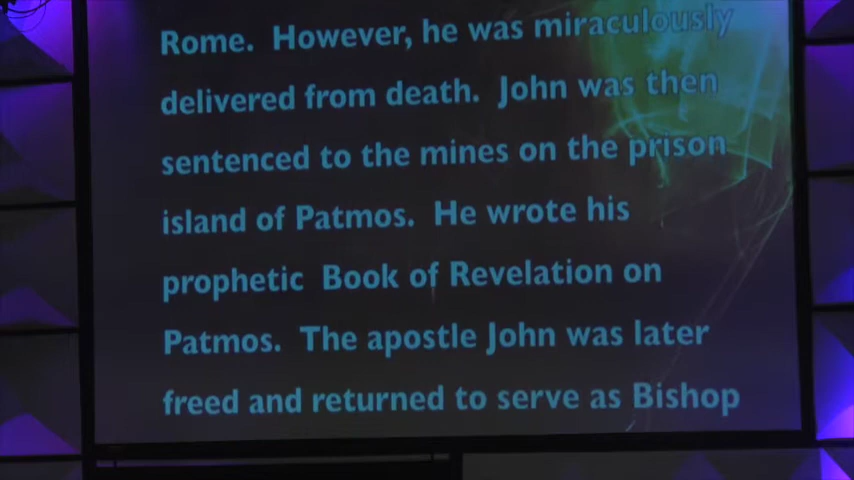 Rome. However, he was miraculously
delivered from death. John was then
sentenced to the mines on the prison
island of Patmos. He wrote his
prophetic Book of Revelation on
Patmos. The apostle John was later
freed and returned to serve as Bishop